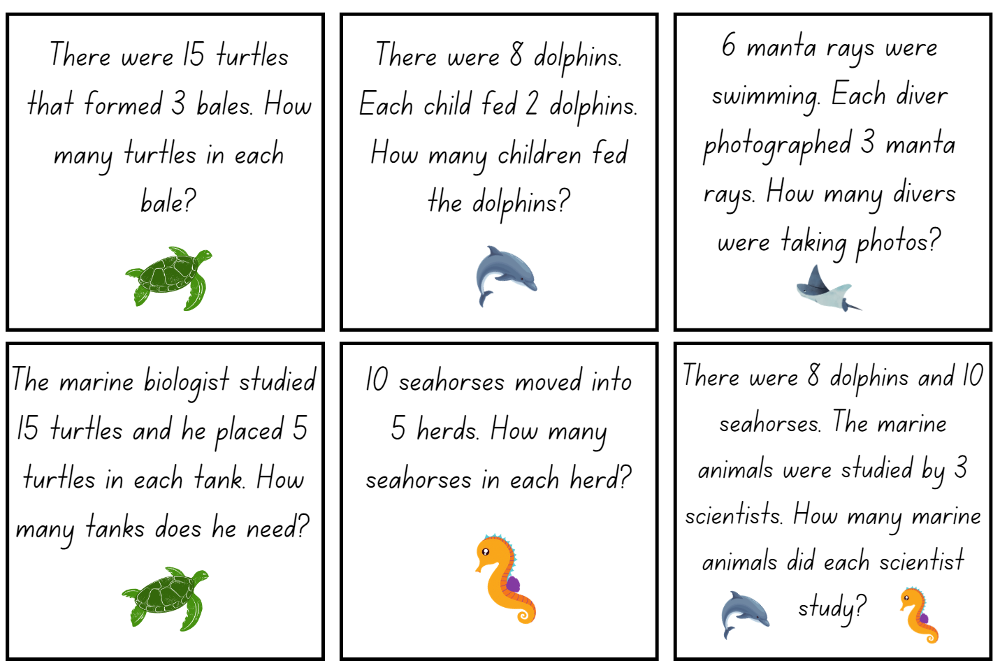 There were 15 turtles
that formed 3 bales. How
many turtles in each
bale?
There were 8 dolphins.
Each child fed 2 dolphins.
How many children fed
the dolphins?
6 manta rays were
swimming. Each diver
photographed 3 manta
rays. How many divers
were taking photos?
The marine biologist studied
15 turtles and he placed 5
turtles in each tank. How
many tanks does he need?
10 seahorses moved into
5 herds. How many
seahorses in each herd?
There were 8 dolphins and 10
seahorses. The marine
animals were studied by 3
scientists. How many marine
animals did each scientist
study?